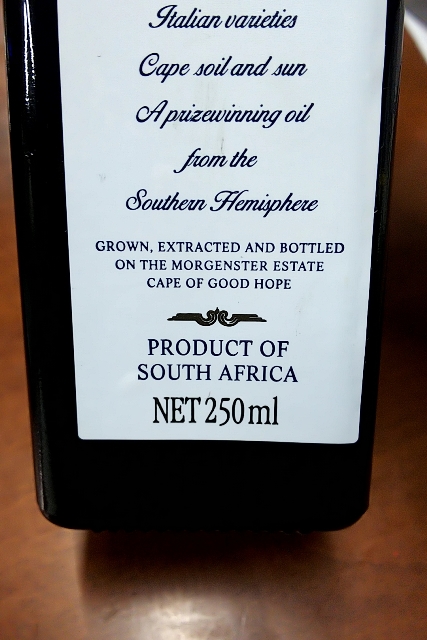 Italian varieties
Cape soil and sun
A prizewinning oil
from the
Southern Hemisphere
GROWN, EXTRACTED AND BOTTLED
ON THE MORGENSTER ESTATE
CAPE OF GOOD HOPE
PRODUCT OF
SOUTH AFRICA
NET 250 ml